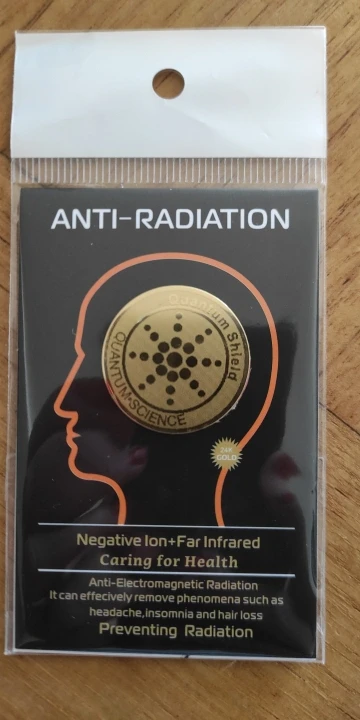 ANTI-RADIATION
Quantum Shield
QUANTUM-SCIENCE
24K
GOLD
Negative Ion+Far Infrared
Caring for Health
Anti-Electromagnetic Radiation
It can effecively remove phenomena such as
headache,insomnia and hair loss
Preventing Radiation